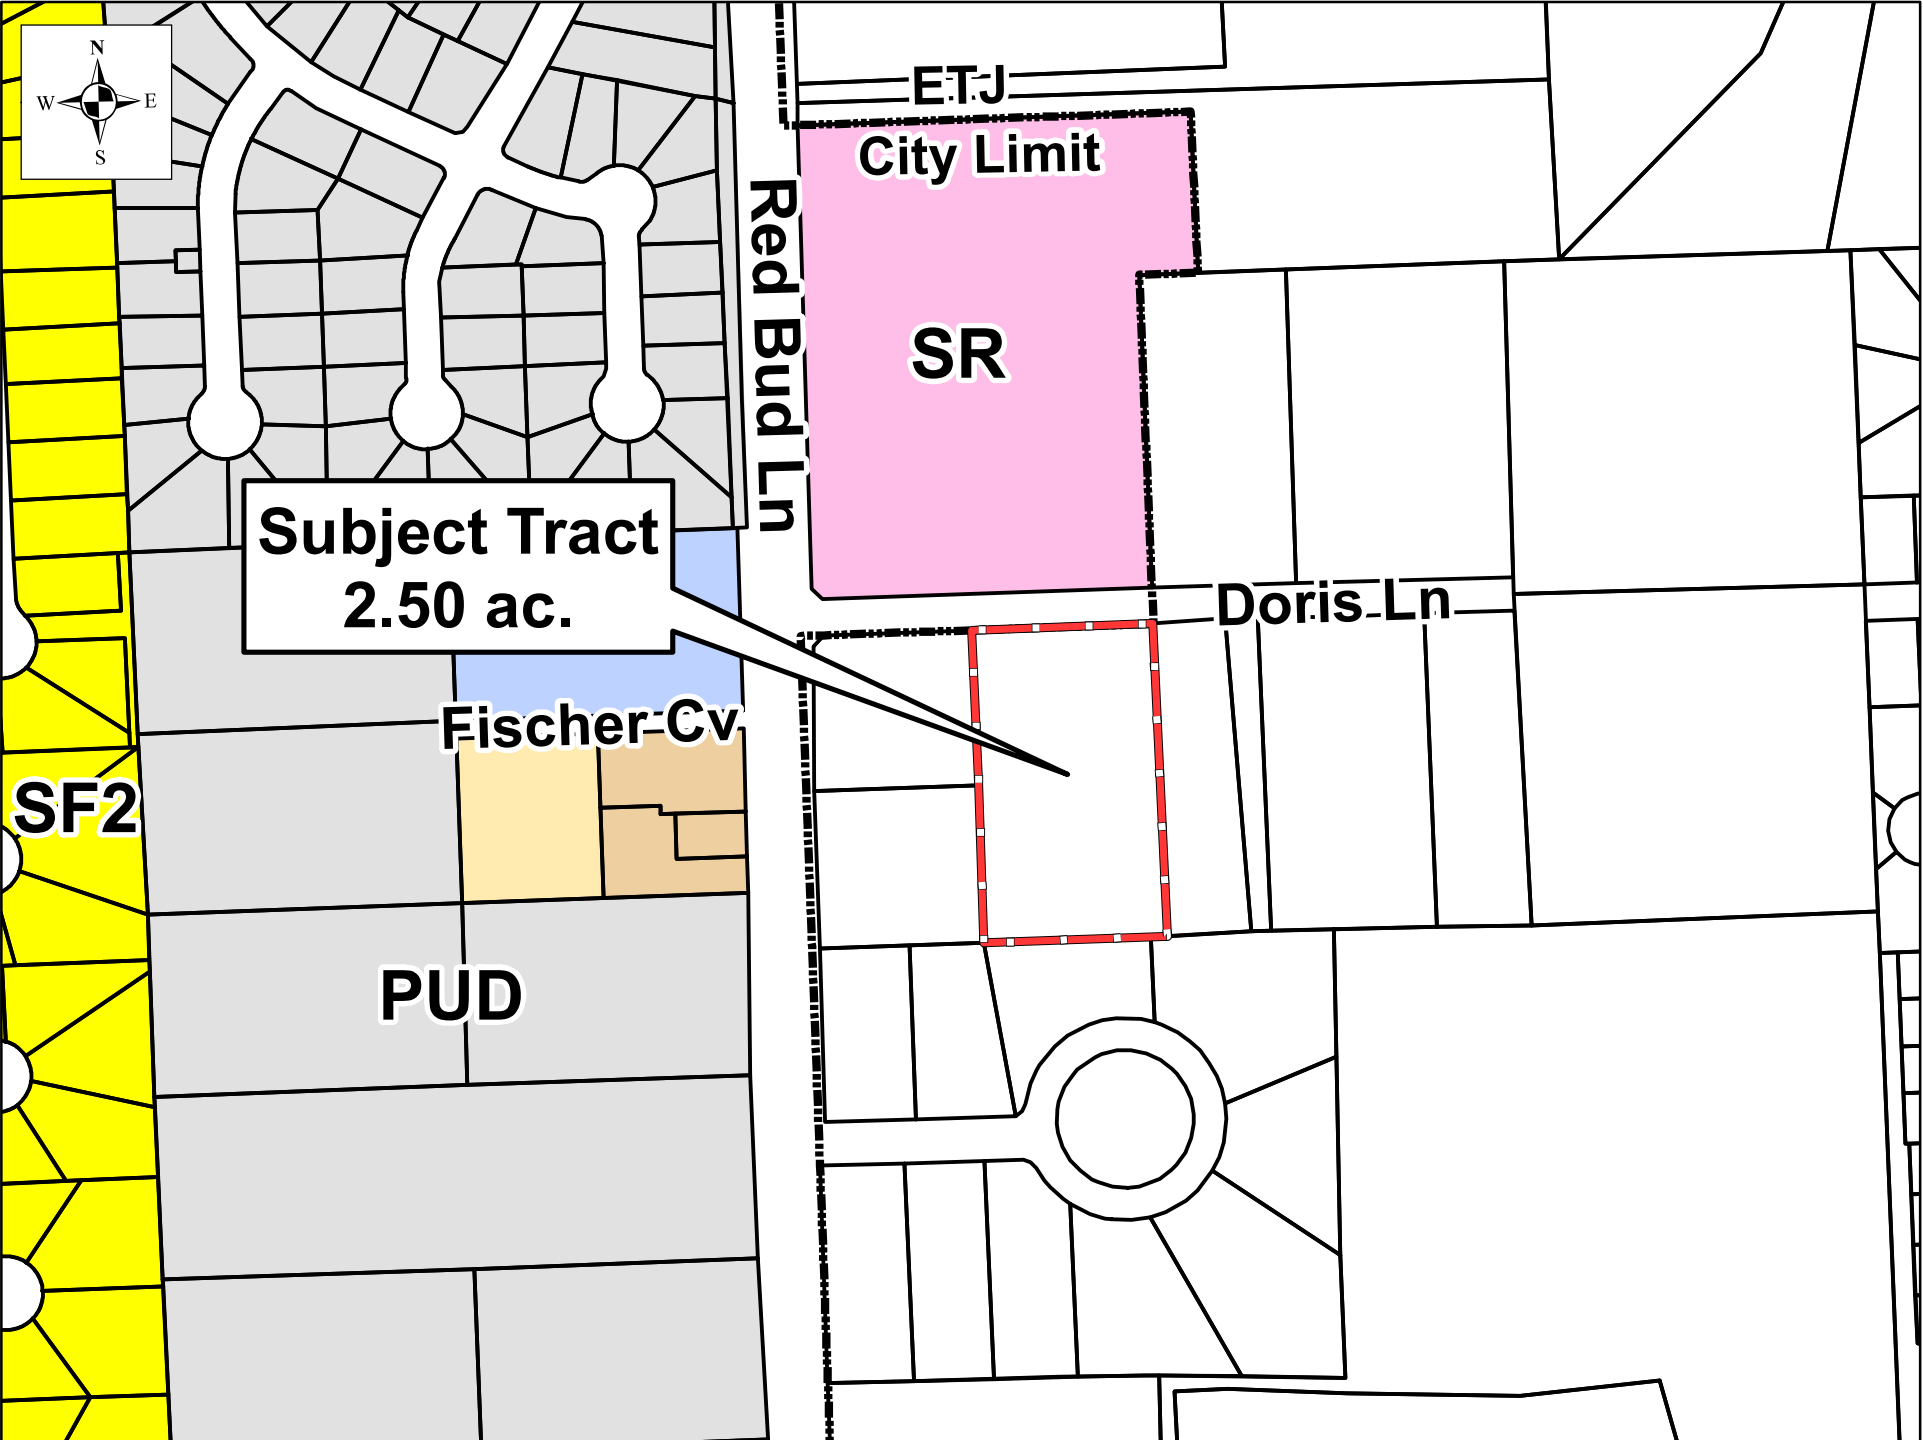 N
W E
S
ETJ
City Limit
Red Bud Ln
SR
Subject Tract
2.50 ac.
Doris Ln
Fischer Cv
SF2
PUD